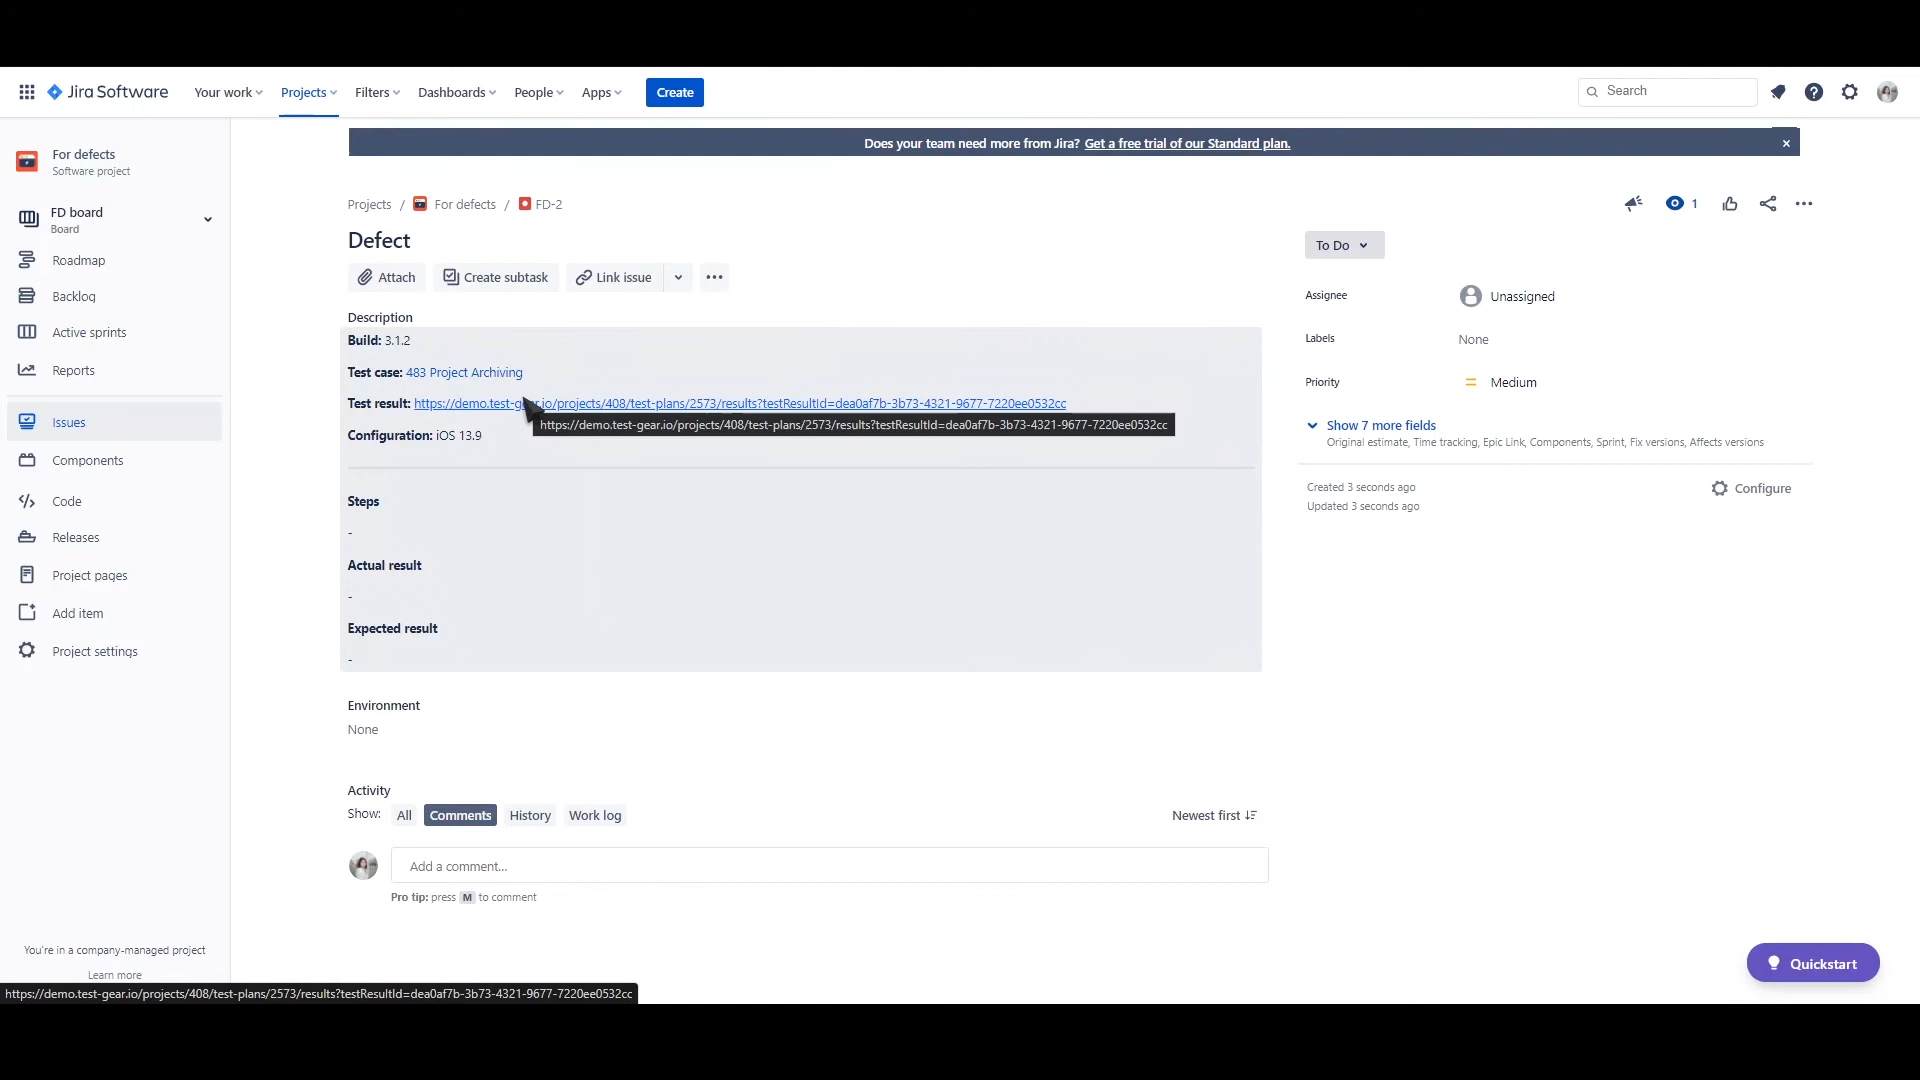 Jira Software
Your work
Projects
Filters
Dashboards
People
Apps
Create
Search
For defects
Software project
FD board
Board
Roadmap
Backlog
Active sprints
Reports
Issues
Components
Code
Releases
Project pages
Add item
Project settings
You're in a company-managed project
Learn more
Does your team need more from Jira? Get a free trial of our Standard plan.
Projects / For defects / FD-2
1
Defect
Attach
Create subtask
Link issue
Description
Build: 3.1.2
Test case: 483 Project Archiving
Test result: https://demo.test-gear.io/projects/408/test-plans/2573/results?testResultId=dea0af7b-3b73-4321-9677-7220ee0532cc
https://demo.test-gear.io/projects/408/test-plans/2573/results?testResultId=dea0af7b-3b73-4321-9677-7220ee0532cc
Configuration: iOS 13.9
Steps
-
Actual result
-
Expected result
-
Environment
None
Activity
Show: All Comments History Work log
Newest first
Add a comment...
Pro tip: press M to comment
To Do
Assignee
Unassigned
Labels
None
Priority
Medium
Show 7 more fields
Original estimate, Time tracking, Epic Link, Components, Sprint, Fix versions, Affects versions
Created 3 seconds ago
Updated 3 seconds ago
Configure
Quickstart
https://demo.test-gear.io/projects/408/test-plans/2573/results?testResultId=dea0af7b-3b73-4321-9677-7220ee0532cc